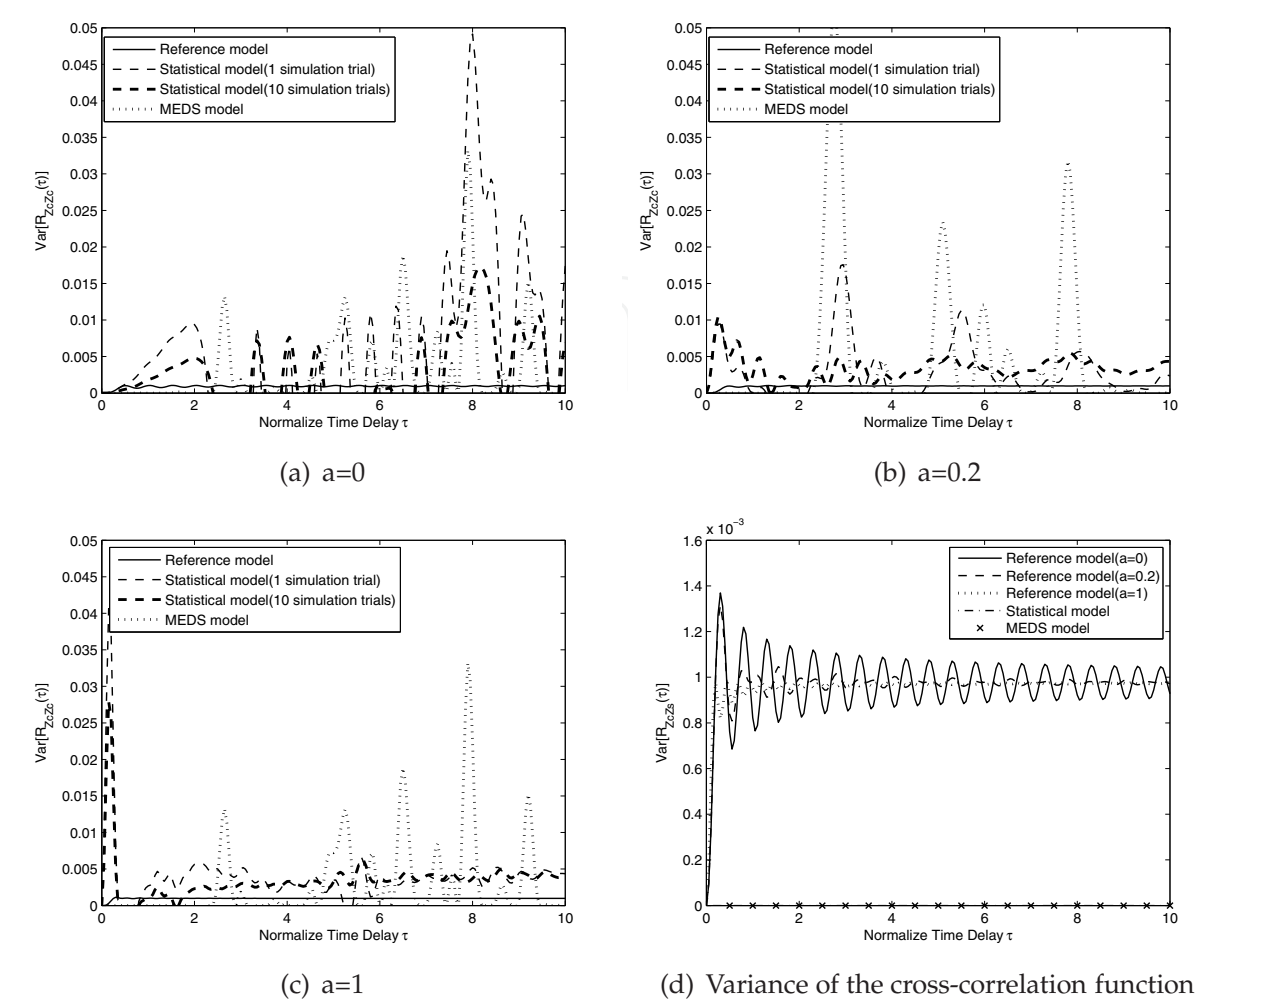 0.05
0.045
0.04
0.035
0.03
0.025
0.02
0.015
0.01
0.005
0
Var[R_ZcZc(τ)]
Reference model
Statistical model(1 simulation trial)
Statistical model(10 simulation trials)
MEDS model
0 2 4 6 8 10
Normalize Time Delay τ
(a) a=0
0.05
0.045
0.04
0.035
0.03
0.025
0.02
0.015
0.01
0.005
0
Var[R_ZcZc(τ)]
Reference model
Statistical model(1 simulation trial)
Statistical model(10 simulation trials)
MEDS model
0 2 4 6 8 10
Normalize Time Delay τ
(b) a=0.2
0.05
0.045
0.04
0.035
0.03
0.025
0.02
0.015
0.01
0.005
0
Var[R_ZcZc(τ)]
Reference model
Statistical model(1 simulation trial)
Statistical model(10 simulation trials)
MEDS model
0 2 4 6 8 10
Normalize Time Delay τ
(c) a=1
x 10⁻³
1.6
1.4
1.2
1
0.8
0.6
0.4
0.2
0
Var[R_ZcZs(τ)]
Reference model(a=0)
Reference model(a=0.2)
Reference model(a=1)
Statistical model
MEDS model
0 2 4 6 8 10
Normalize Time Delay τ
(d) Variance of the cross-correlation function